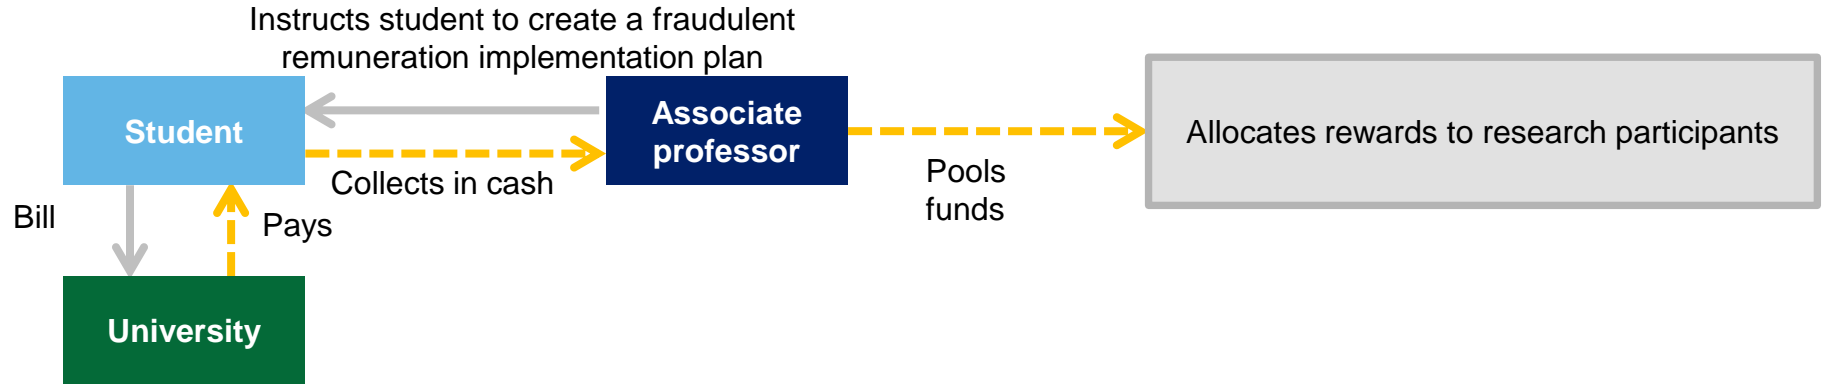 Instructs student to create a fraudulent
remuneration implementation plan
Student
Associate
professor
Allocates rewards to research participants
Collects in cash
Pools
funds
Bill
Pays
University